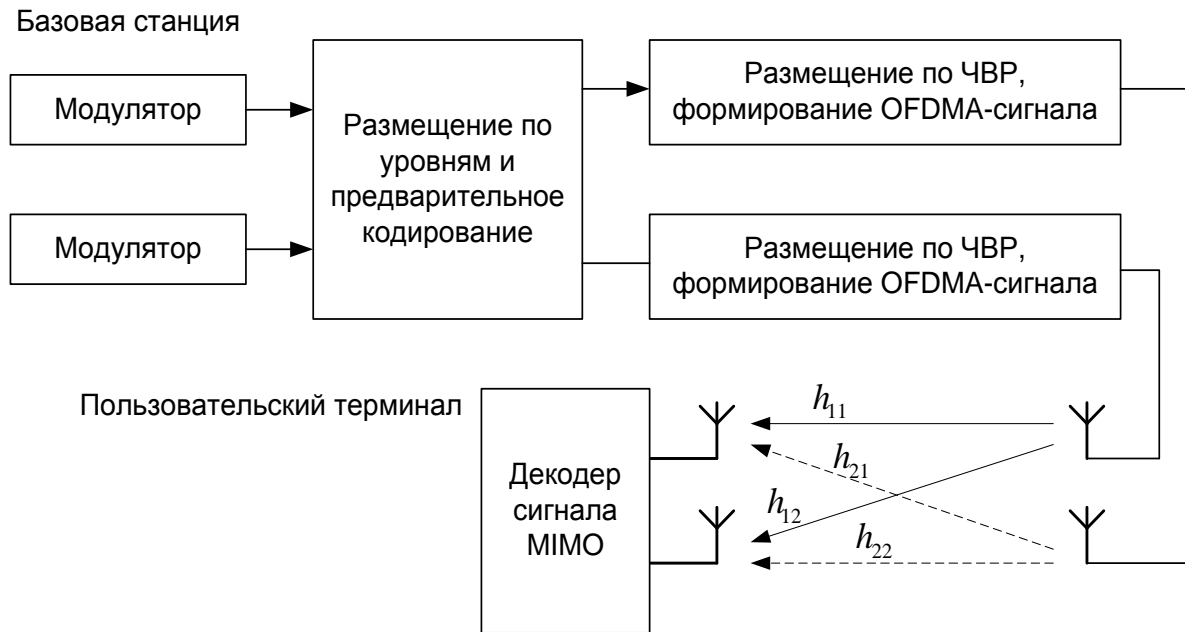 Базовая станция
Модулятор
Модулятор
Размещение по
уровням и
предварительное
кодирование
Размещение по ЧВР,
формирование OFDMA-сигнала
Размещение по ЧВР,
формирование OFDMA-сигнала
Пользовательский терминал
Декодер
сигнала
MIMO
h11
h21
h12
h22